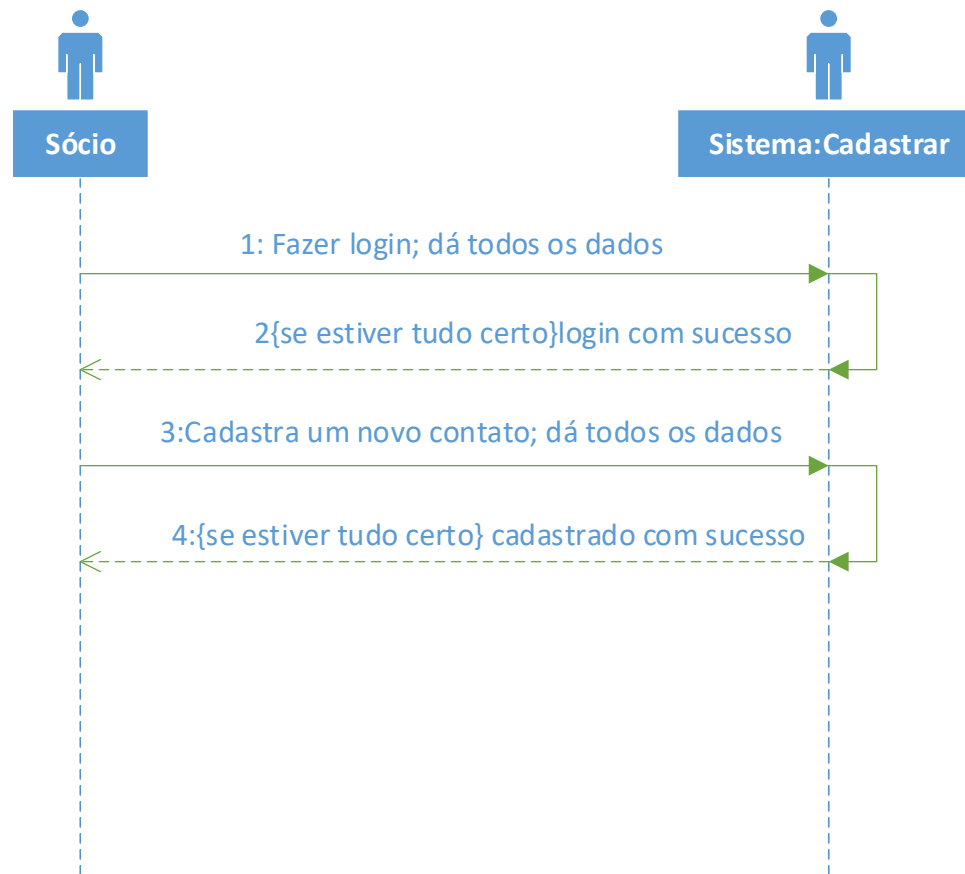 Sócio
Sistema:Cadastrar
1: Fazer login; dá todos os dados
2{se estiver tudo certo}login com sucesso
3:Cadastra um novo contato; dá todos os dados
4:{se estiver tudo certo} cadastrado com sucesso